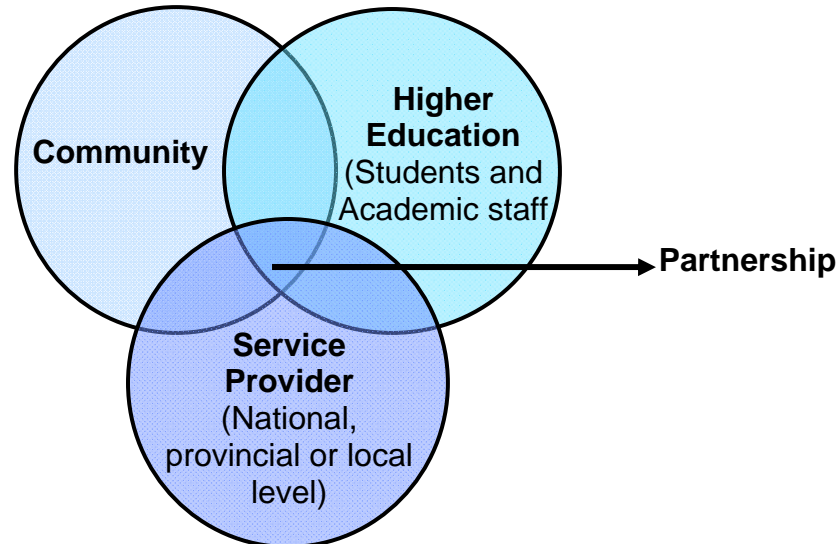 Community
Higher
Education
(Students and
Academic staff
Partnership
Service
Provider
(National,
provincial or local
level)